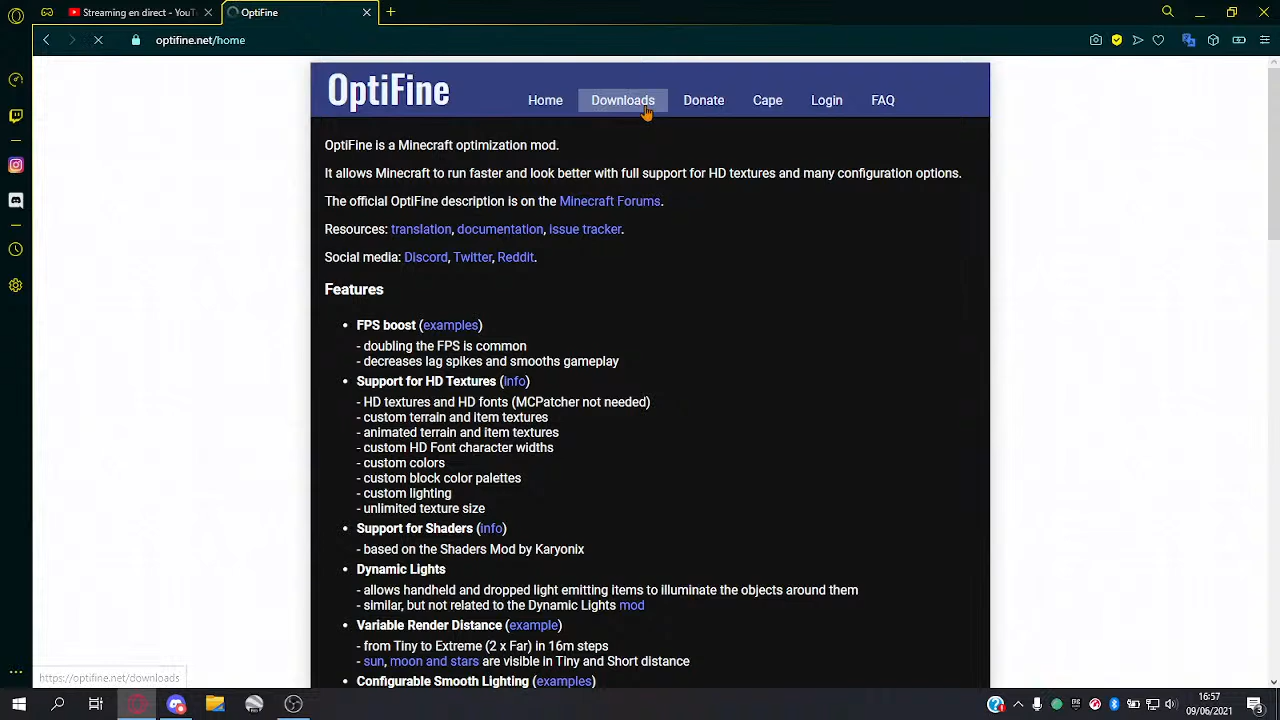 Streaming en direct - YouT
OptiFine
optifine.net/home
OptiFine
Home
Downloads
Donate
Cape
Login
FAQ
OptiFine is a Minecraft optimization mod.
It allows Minecraft to run faster and look better with full support for HD textures and many configuration options.
The official OptiFine description is on the Minecraft Forums.
Resources: translation, documentation, issue tracker.
Social media: Discord, Twitter, Reddit.
Features
• FPS boost (examples)
- doubling the FPS is common
- decreases lag spikes and smooths gameplay
• Support for HD Textures (info)
- HD textures and HD fonts (MCPatcher not needed)
- custom terrain and item textures
- animated terrain and item textures
- custom HD Font character widths
- custom colors
- custom block color palettes
- custom lighting
- unlimited texture size
• Support for Shaders (info)
- based on the Shaders Mod by Karyonix
• Dynamic Lights
- allows handheld and dropped light emitting items to illuminate the objects around them
- similar, but not related to the Dynamic Lights mod
• Variable Render Distance (example)
- from Tiny to Extreme (2 x Far) in 16m steps
- sun, moon and stars are visible in Tiny and Short distance
• Configurable Smooth Lighting (examples)
https://optifine.net/downloads
16:57
09/06/2021